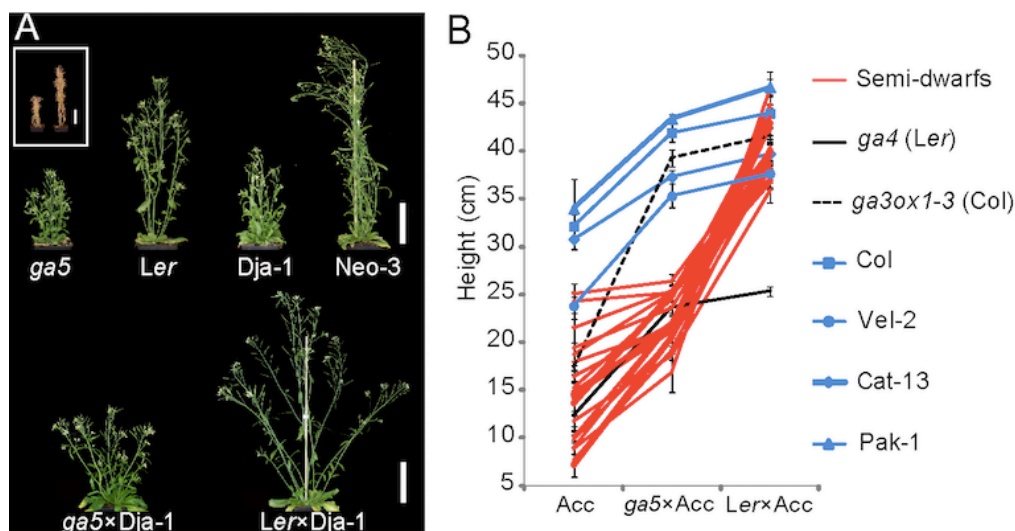 A
ga5
Ler
Dja-1
Neo-3
ga5×Dja-1
Ler×Dja-1
B
Height (cm)
50
45
40
35
30
25
20
15
10
5
Acc
ga5×Acc
Ler×Acc
Semi-dwarfs
ga4 (Ler)
ga3ox1-3 (Col)
Col
Vel-2
Cat-13
Pak-1